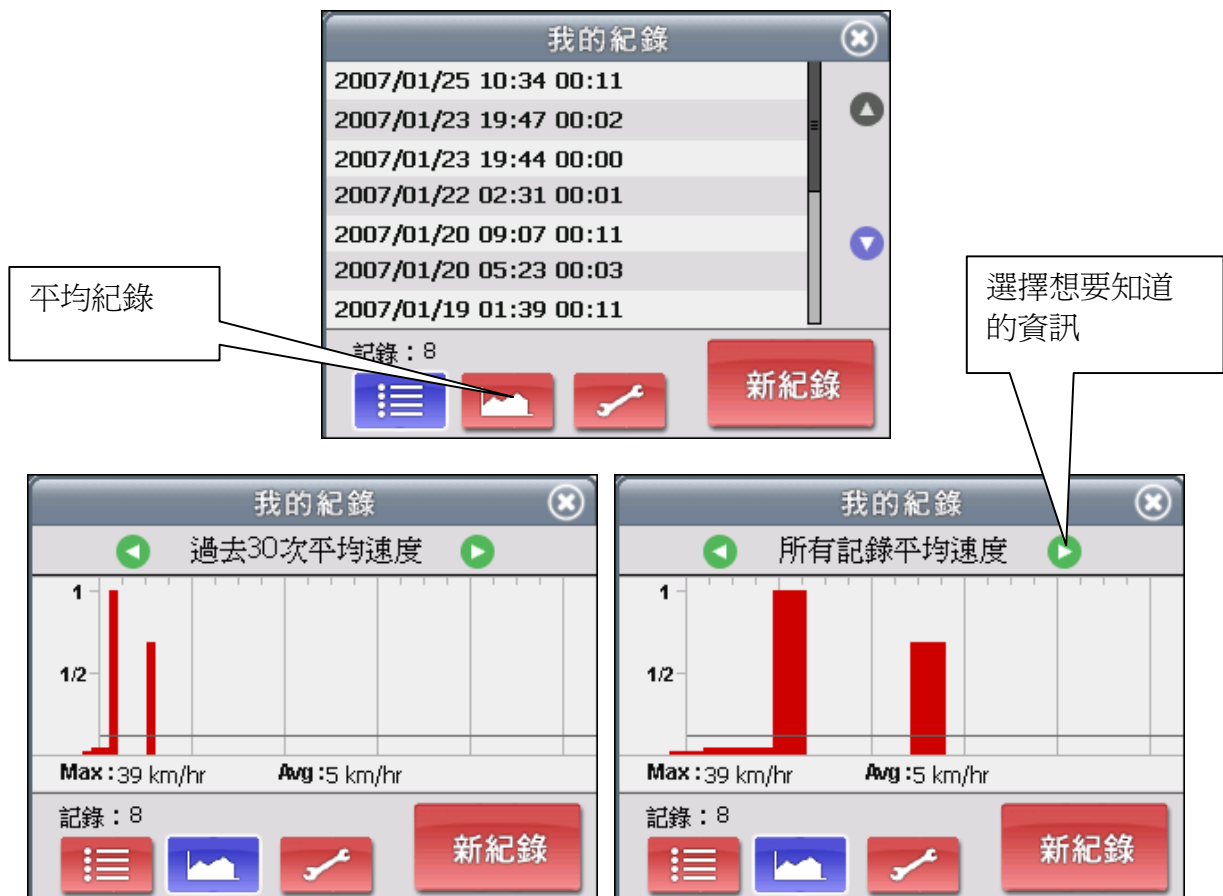 我的紀錄
2007/01/25 10:34 00:11
2007/01/23 19:47 00:02
2007/01/23 19:44 00:00
2007/01/22 02:31 00:01
2007/01/20 09:07 00:11
2007/01/20 05:23 00:03
2007/01/19 01:39 00:11
記錄：8
新紀錄
平均紀錄
選擇想要知道
的資訊
我的紀錄
過去30次平均速度
1
1/2
Max：39 km/hr Avg：5 km/hr
記錄：8
新紀錄
我的紀錄
所有記錄平均速度
1
1/2
Max：39 km/hr Avg：5 km/hr
記錄：8
新紀錄